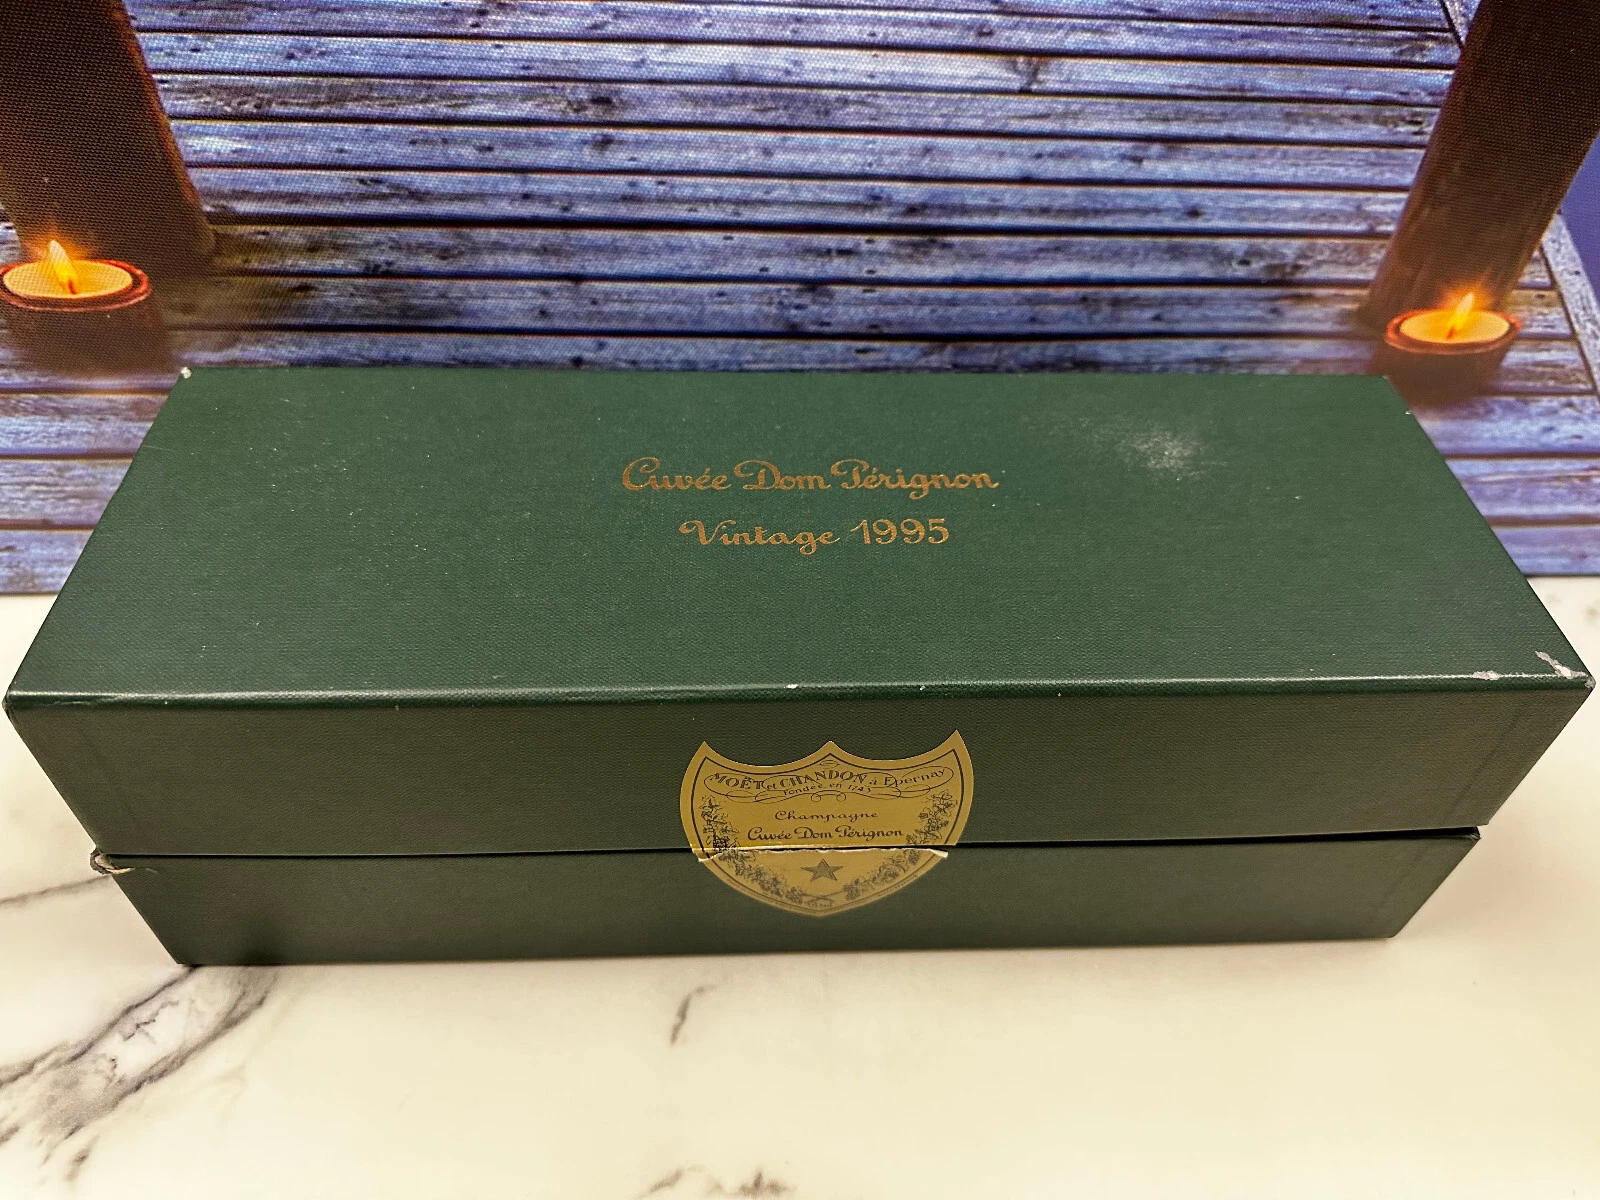 Cuvée Dom Pérignon
Vintage 1995
MOËT et CHANDON à Epernay
Fondée en 1743
Champagne
Cuvée Dom Pérignon